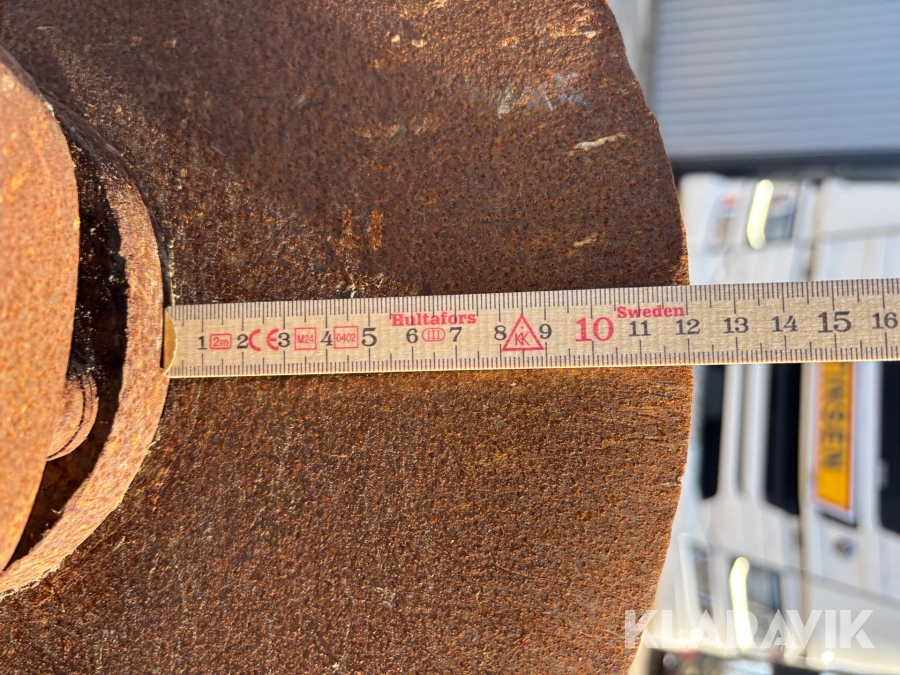 Hultafors Sweden
1 2m 2 CE 3 M24 4 0402 5 6 III 7 8 KK 9 10 11 12 13 14 15 16
KLARAVIK